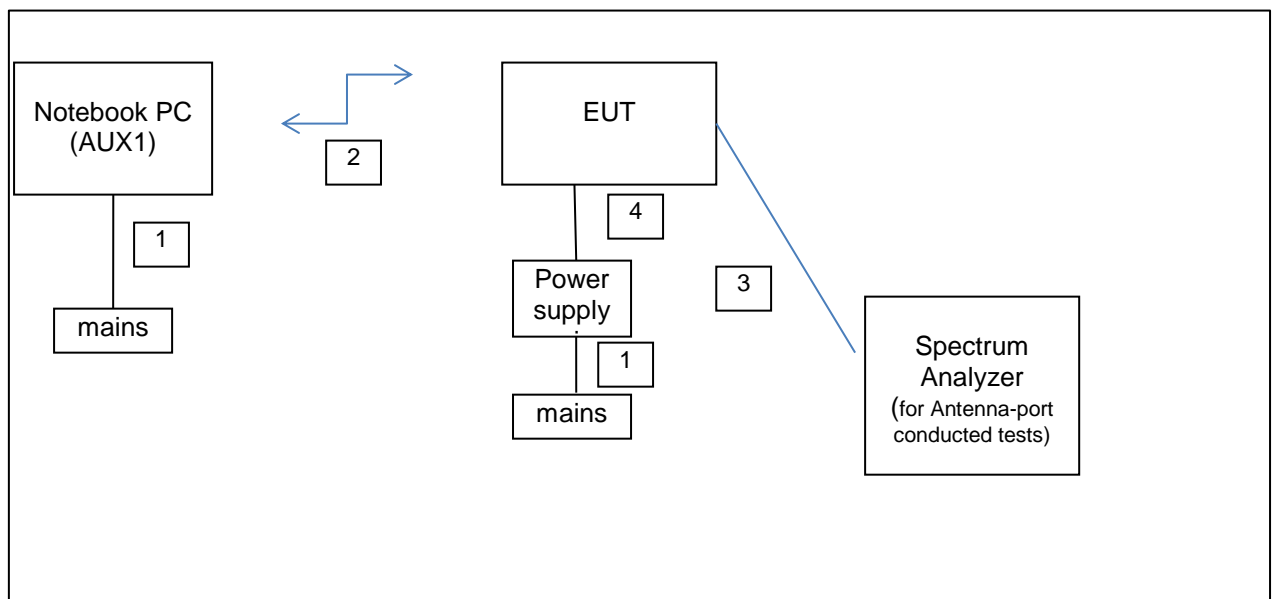 Notebook PC
(AUX1)
2
EUT
1
4
mains
Power
supply
3
1
mains
Spectrum
Analyzer
(for Antenna-port
conducted tests)